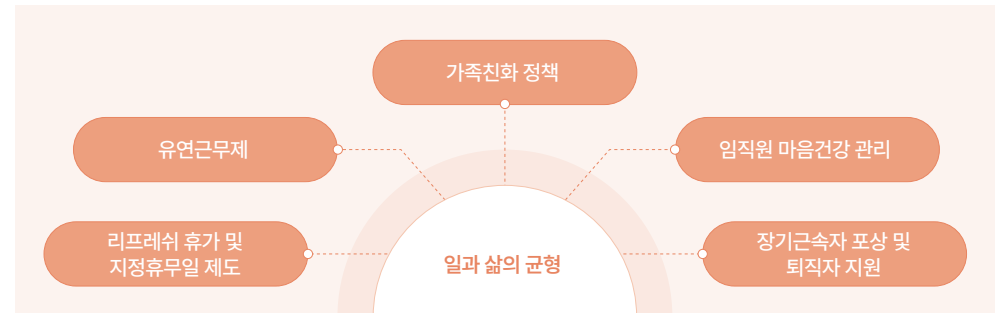 가족친화 정책
유연근무제
임직원 마음건강 관리
리프레쉬 휴가 및
지정휴무일 제도
일과 삶의 균형
장기근속자 포상 및
퇴직자 지원